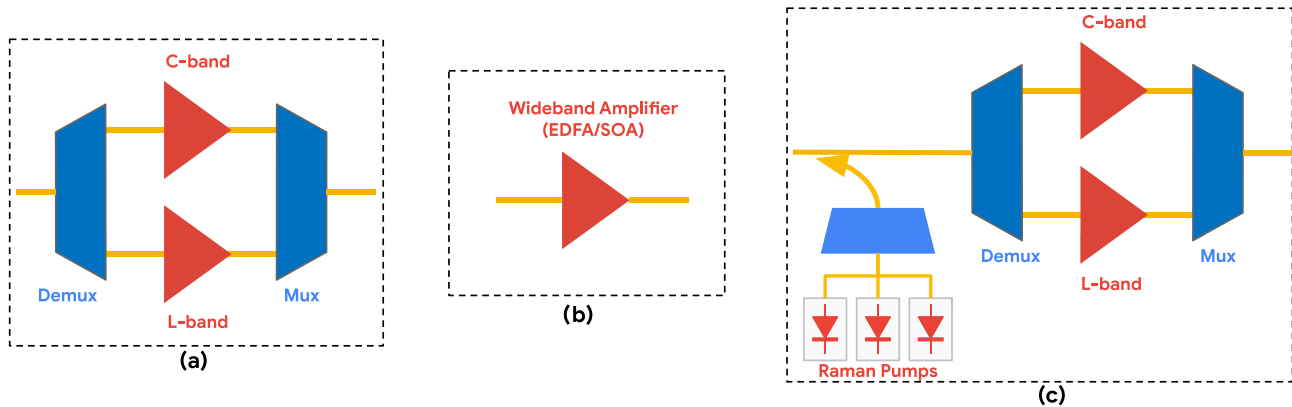 C-band
Demux
Mux
L-band
(a)
Wideband Amplifier
(EDFA/SOA)
(b)
C-band
Demux
Mux
L-band
Raman Pumps
(c)